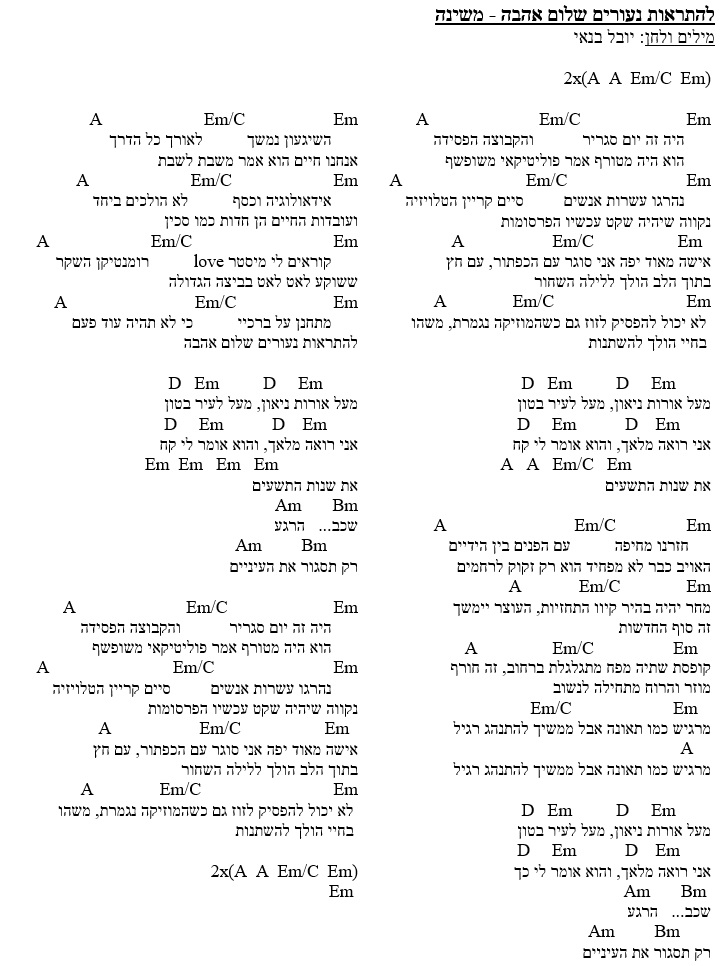 להתראות נעורים שלום אהבה - משינה
מילים ולחן: יובל בנאי
2x(A A Em/C Em)
A Em/C Em
היה זה יום סגריר והקבוצה הפסידה
הוא היה מטורף אמר פוליטיקאי משופשף
A Em/C Em
נהרגו עשרות אנשים סיים קריין הטלויזיה
נקווה שיהיה שקט עכשיו הפרסומות
A Em/C Em
אישה מאוד יפה אני סוגר עם הכפתור, עם חץ
בתוך הלב הולך ללילה השחור
A Em/C Em
לא יכול להפסיק לזוז גם כשהמוזיקה נגמרת, משהו
בחיי הולך להשתנות
D Em D Em
מעל אורות ניאון, מעל לעיר בטון
D Em D Em
אני רואה מלאך, והוא אומר לי קח
A A Em/C Em
את שנות התשעים
A Em/C Em
חזרנו מחיפה עם הפנים בין הידיים
האויב כבר לא מפחיד הוא רק זקוק לרחמים
A Em/C Em
מחר יהיה בהיר קיוו התחזיות, העוצר יימשך
זה סוף החדשות
A Em/C Em
קופסת שתיה מפח מתגלגלת ברחוב, זה חורף
מוזר והרוח מתחילה לנשוב
Em/C Em
מרגיש כמו תאונה אבל ממשיך להתנהג רגיל
A
מרגיש כמו תאונה אבל ממשיך להתנהג רגיל
D Em D Em
מעל אורות ניאון, מעל לעיר בטון
D Em D Em
אני רואה מלאך, והוא אומר לי כך
Am Bm
שכב... הרגע
Am Bm
רק תסגור את העיניים
A Em/C Em
השיגעון נמשך לאורך כל הדרך
אנחנו חיים הוא אמר משבת לשבת
A Em/C Em
אידאולוגיה וכסף לא הולכים ביחד
ועובדות החיים הן חדות כמו סכין
A Em/C Em
קוראים לי מיסטר love רומנטיקן השקר
ששוקע לאט לאט בביצה הגדולה
A Em/C Em
מתחנן על ברכיי כי לא תהיה עוד פעם
להתראות נעורים שלום אהבה
D Em D Em
מעל אורות ניאון, מעל לעיר בטון
D Em D Em
אני רואה מלאך, והוא אומר לי קח
Em Em Em Em
את שנות התשעים
Am Bm
שכב... הרגע
Am Bm
רק תסגור את העיניים
A Em/C Em
היה זה יום סגריר והקבוצה הפסידה
הוא היה מטורף אמר פוליטיקאי משופשף
A Em/C Em
נהרגו עשרות אנשים סיים קריין הטלויזיה
נקווה שיהיה שקט עכשיו הפרסומות
A Em/C Em
אישה מאוד יפה אני סוגר עם הכפתור, עם חץ
בתוך הלב הולך ללילה השחור
A Em/C Em
לא יכול להפסיק לזוז גם כשהמוזיקה נגמרת, משהו
בחיי הולך להשתנות
2x(A A Em/C Em)
Em